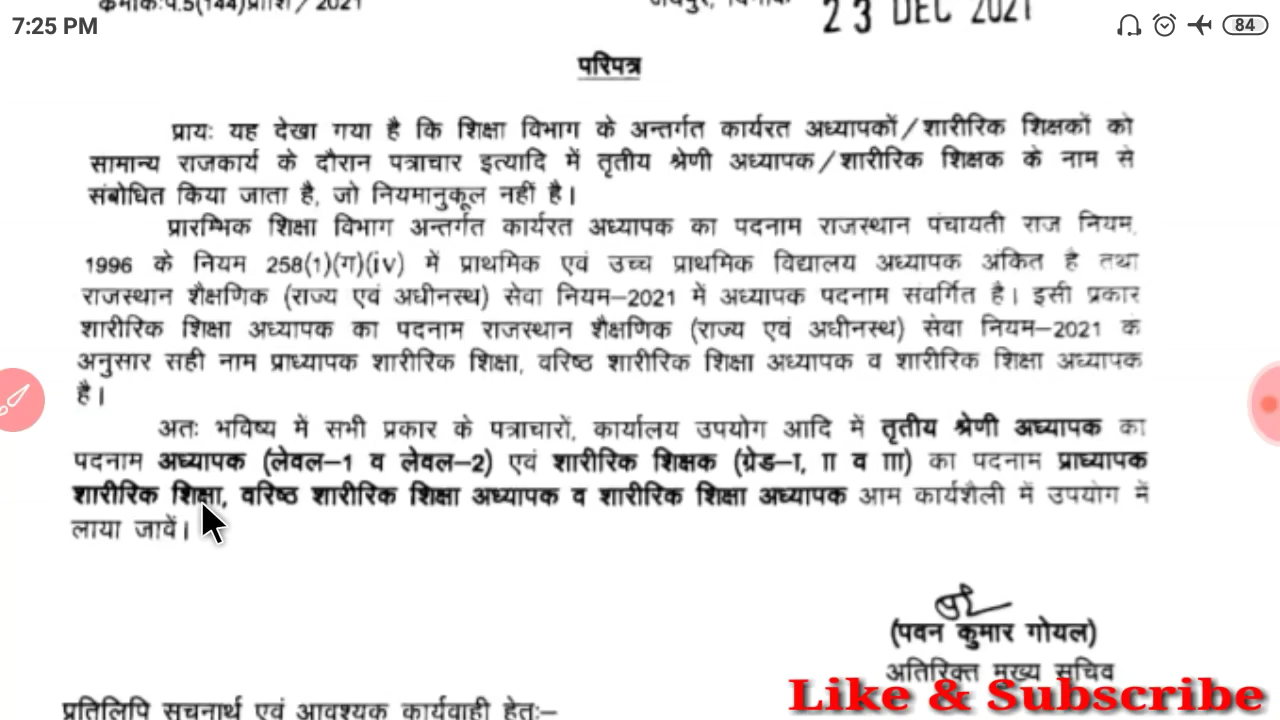 क्रमांक:प.5(144)प्राशि/2021 जयपुर, दिनांक 23 DEC 2021
7:25 PM 84
परिपत्र
प्रायः यह देखा गया है कि शिक्षा विभाग के अन्तर्गत कार्यरत अध्यापकों/शारीरिक शिक्षकों को
सामान्य राजकार्य के दौरान पत्राचार इत्यादि में तृतीय श्रेणी अध्यापक/शारीरिक शिक्षक के नाम से
संबोधित किया जाता है, जो नियमानुकूल नहीं है।
प्रारम्भिक शिक्षा विभाग अन्तर्गत कार्यरत अध्यापक का पदनाम राजस्थान पंचायती राज नियम,
1996 के नियम 258(1)(ग)(iv) में प्राथमिक एवं उच्च प्राथमिक विद्यालय अध्यापक अंकित है तथा
राजस्थान शैक्षणिक (राज्य एवं अधीनस्थ) सेवा नियम-2021 में अध्यापक पदनाम संवर्गित है। इसी प्रकार
शारीरिक शिक्षा अध्यापक का पदनाम राजस्थान शैक्षणिक (राज्य एवं अधीनस्थ) सेवा नियम-2021 के
अनुसार सही नाम प्राध्यापक शारीरिक शिक्षा, वरिष्ठ शारीरिक शिक्षा अध्यापक व शारीरिक शिक्षा अध्यापक
है।
अतः भविष्य में सभी प्रकार के पत्राचारों, कार्यालय उपयोग आदि में तृतीय श्रेणी अध्यापक का
पदनाम अध्यापक (लेवल-1 व लेवल-2) एवं शारीरिक शिक्षक (ग्रेड-I, II व III) का पदनाम प्राध्यापक
शारीरिक शिक्षा, वरिष्ठ शारीरिक शिक्षा अध्यापक व शारीरिक शिक्षा अध्यापक आम कार्यशैली में उपयोग में
लाया जावें।
(पवन कुमार गोयल)
अतिरिक्त मुख्य सचिव
Like & Subscribe
प्रतिलिपि सूचनार्थ एवं आवश्यक कार्यवाही हेतु:-